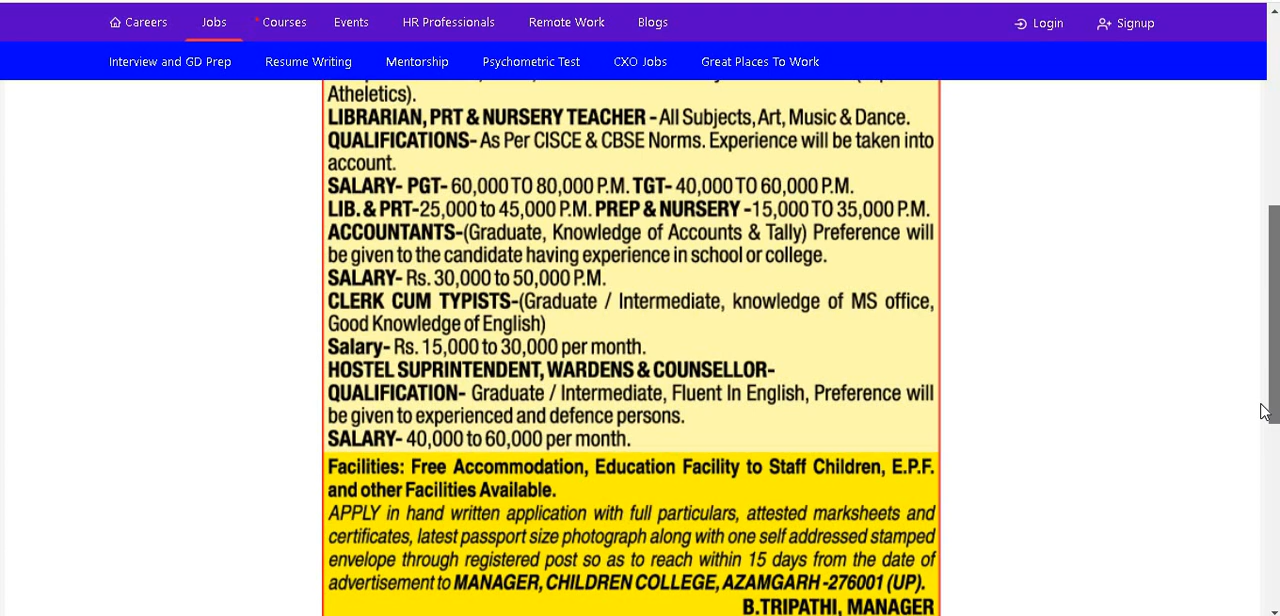 Careers Jobs * Courses Events HR Professionals Remote Work Blogs Login Signup
Interview and GD Prep Resume Writing Mentorship Psychometric Test CXO Jobs Great Places To Work
Atheletics).
LIBRARIAN, PRT & NURSERY TEACHER - All Subjects, Art, Music & Dance.
QUALIFICATIONS- As Per CISCE & CBSE Norms. Experience will be taken into
account.
SALARY- PGT- 60,000 TO 80,000 P.M. TGT- 40,000 TO 60,000 P.M.
LIB. & PRT-25,000 to 45,000 P.M. PREP & NURSERY -15,000 TO 35,000 P.M.
ACCOUNTANTS-(Graduate, Knowledge of Accounts & Tally) Preference will
be given to the candidate having experience in school or college.
SALARY- Rs. 30,000 to 50,000 P.M.
CLERK CUM TYPISTS-(Graduate / Intermediate, knowledge of MS office,
Good Knowledge of English)
Salary- Rs. 15,000 to 30,000 per month.
HOSTEL SUPRINTENDENT, WARDENS & COUNSELLOR-
QUALIFICATION- Graduate / Intermediate, Fluent In English, Preference will
be given to experienced and defence persons.
SALARY- 40,000 to 60,000 per month.
Facilities: Free Accommodation, Education Facility to Staff Children, E.P.F.
and other Facilities Available.
APPLY in hand written application with full particulars, attested marksheets and
certificates, latest passport size photograph along with one self addressed stamped
envelope through registered post so as to reach within 15 days from the date of
advertisement to MANAGER, CHILDREN COLLEGE, AZAMGARH -276001 (UP).
B.TRIPATHI, MANAGER